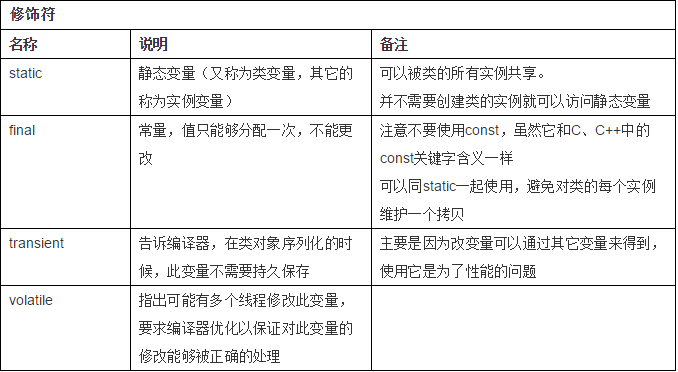 修饰符
名称 说明 备注
static 静态变量（又称为类变量，其它的 可以被类的所有实例共享。
称为实例变量） 并不需要创建类的实例就可以访问静态变量
final 常量，值只能够分配一次，不能更 注意不要使用const，虽然它和C、C++中的
改 const关键字含义一样
可以同static一起使用，避免对类的每个实例
维护一个拷贝
transient 告诉编译器，在类对象序列化的时 主要是因为改变量可以通过其它变量来得到，
候，此变量不需要持久保存 使用它是为了性能的问题
volatile 指出可能有多个线程修改此变量，
要求编译器优化以保证对此变量的
修改能够被正确的处理